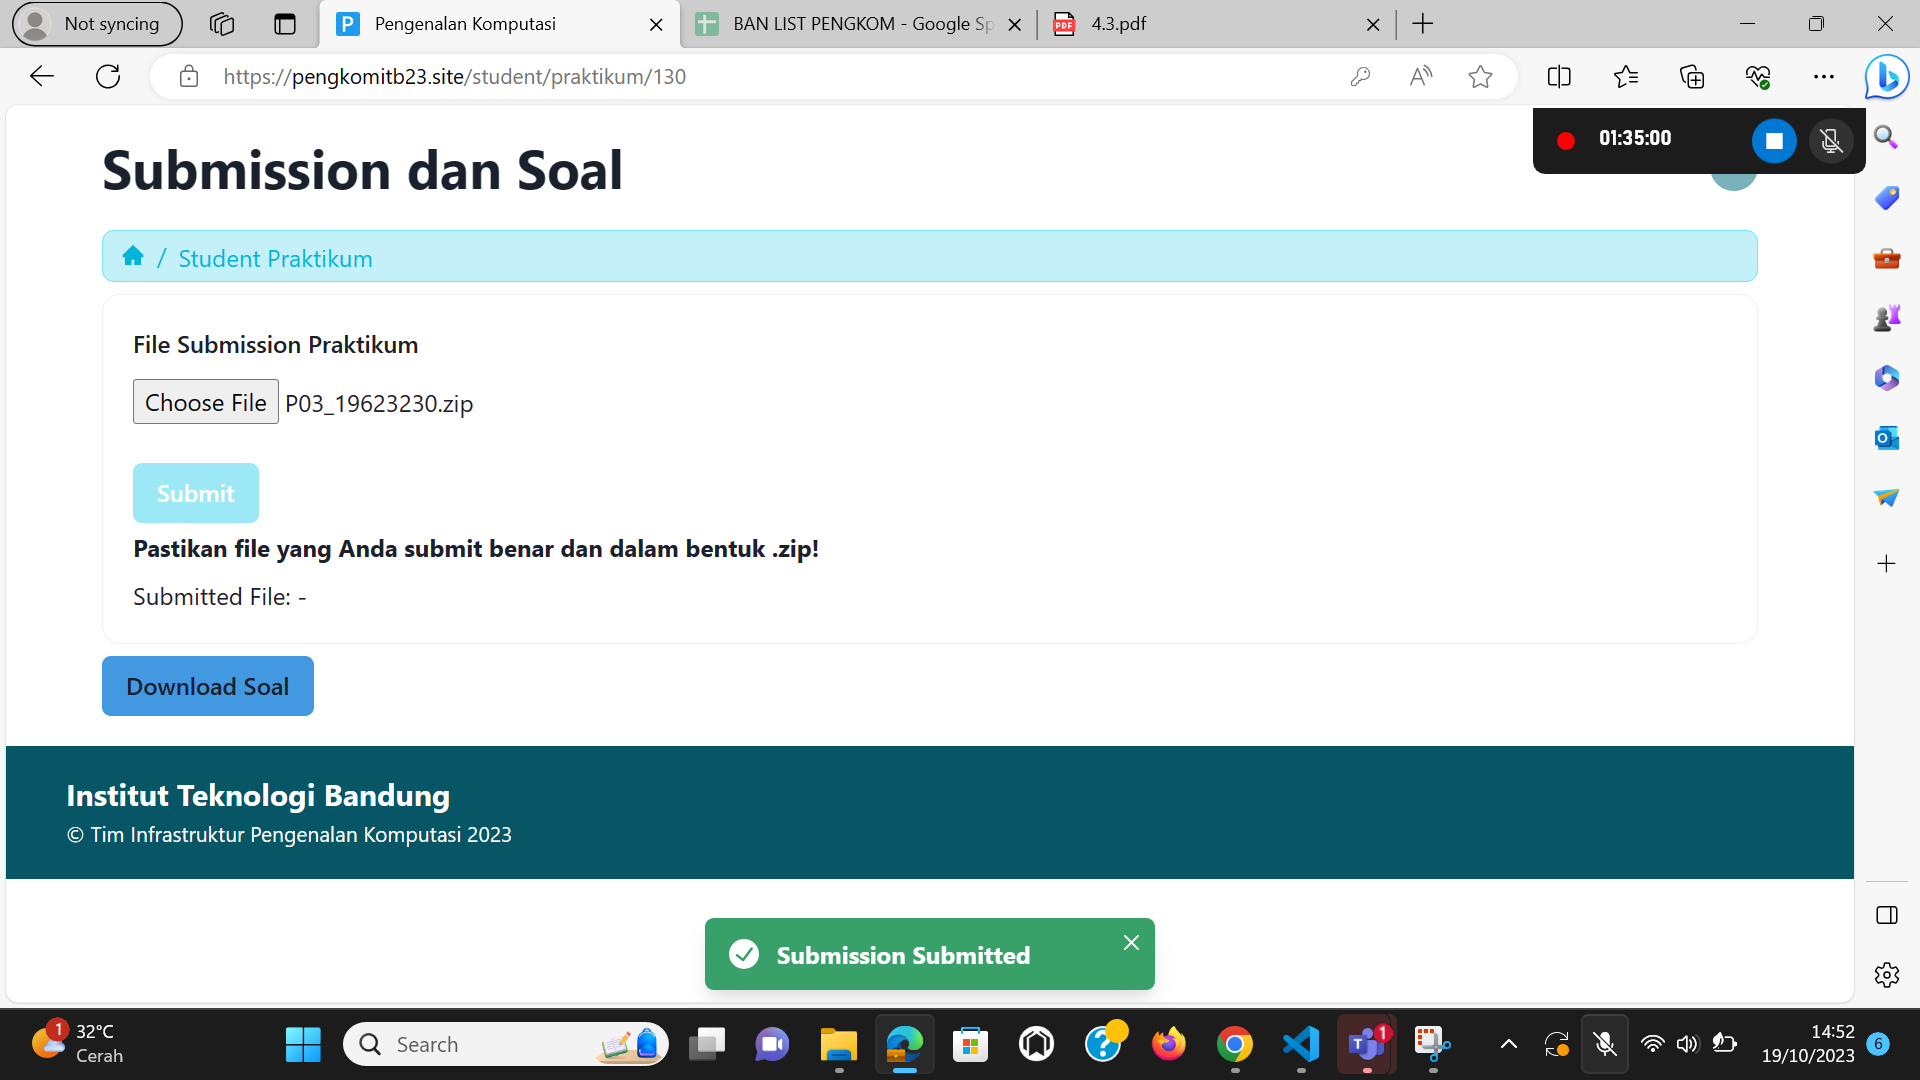 Not syncing
Pengenalan Komputasi
BAN LIST PENGKOM - Google Sp
PDF
4.3.pdf
https://pengkomitb23.site/student/praktikum/130
01:35:00
Submission dan Soal
/ Student Praktikum
File Submission Praktikum
Choose File P03_19623230.zip
Submit
Pastikan file yang Anda submit benar dan dalam bentuk .zip!
Submitted File: -
Download Soal
Institut Teknologi Bandung
© Tim Infrastruktur Pengenalan Komputasi 2023
Submission Submitted
1
32°C
Cerah
Search
1
14:52
19/10/2023
6